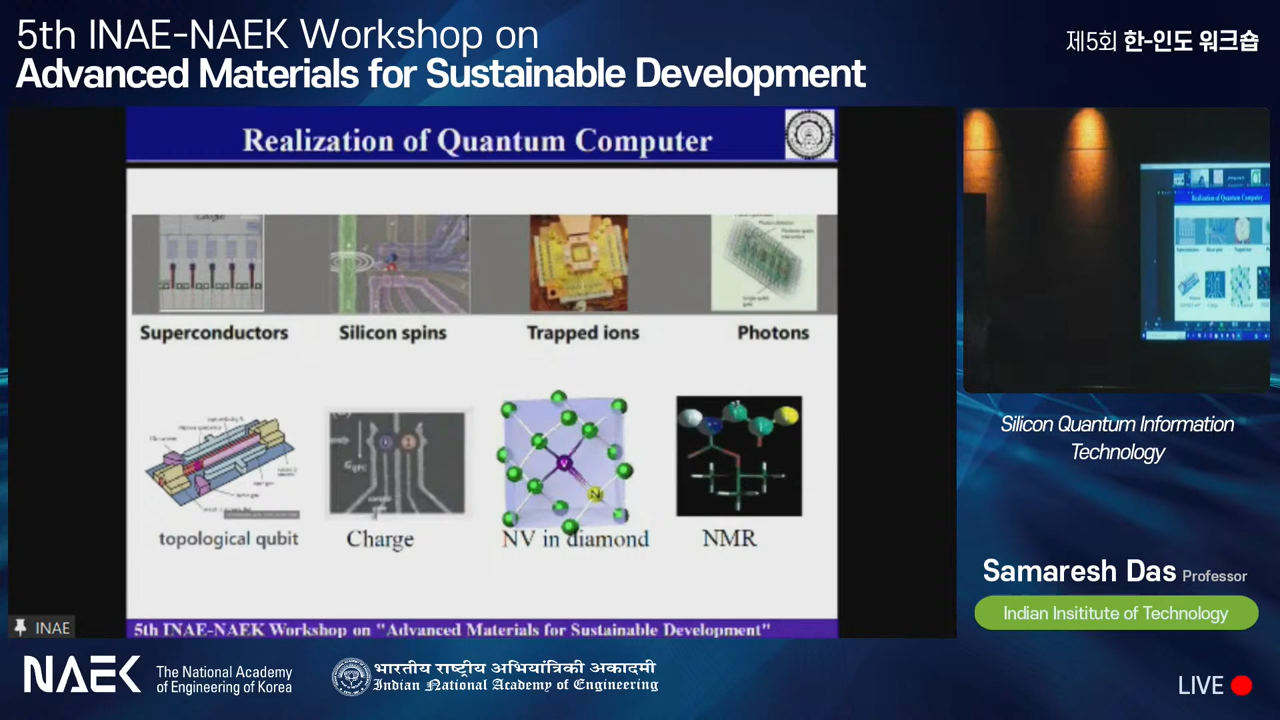 5th INAE-NAEK Workshop on
Advanced Materials for Sustainable Development
제5회 한-인도 워크숍
Realization of Quantum Computer
Superconductors
Silicon spins
Trapped ions
Photons
topological qubit
Charge
NV in diamond
NMR
V
N
INAE
5th INAE-NAEK Workshop on "Advanced Materials for Sustainable Development"
Realization of Quantum Computer
Silicon Quantum Information
Technology
Samaresh Das Professor
Indian Insititute of Technology
NAEK
The National Academy
of Engineering of Korea
भारतीय राष्ट्रीय अभियांत्रिकी अकादमी
Indian National Academy of Engineering
LIVE